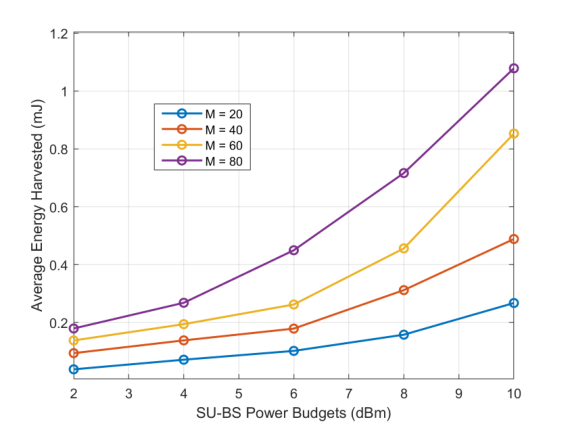 1.2
1
0.8
0.6
0.4
0.2
Average Energy Harvested (mJ)
M = 20
M = 40
M = 60
M = 80
2 3 4 5 6 7 8 9 10
SU-BS Power Budgets (dBm)